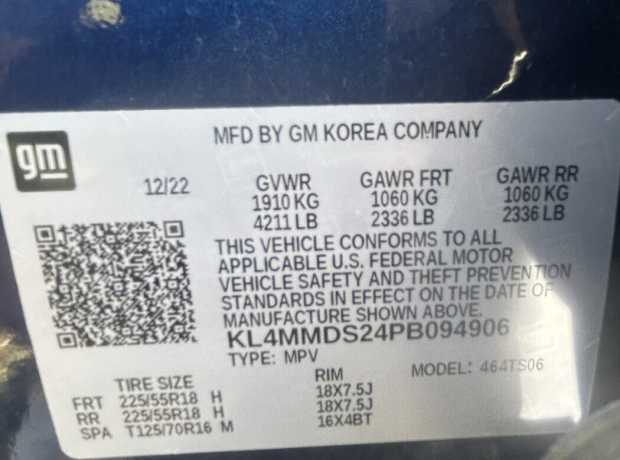 gm
MFD BY GM KOREA COMPANY
12/22 GVWR GAWR FRT GAWR RR
1910 KG 1060 KG 1060 KG
4211 LB 2336 LB 2336 LB
THIS VEHICLE CONFORMS TO ALL
APPLICABLE U.S. FEDERAL MOTOR
VEHICLE SAFETY AND THEFT PREVENTION
STANDARDS IN EFFECT ON THE DATE OF
MANUFACTURE SHOWN ABOVE.
KL4MMDS24PB094906
TYPE: MPV MODEL: 464TS06
TIRE SIZE RIM
FRT 225/55R18 H 18X7.5J
RR 225/55R18 H 18X7.5J
SPA T125/70R16 M 16X4BT